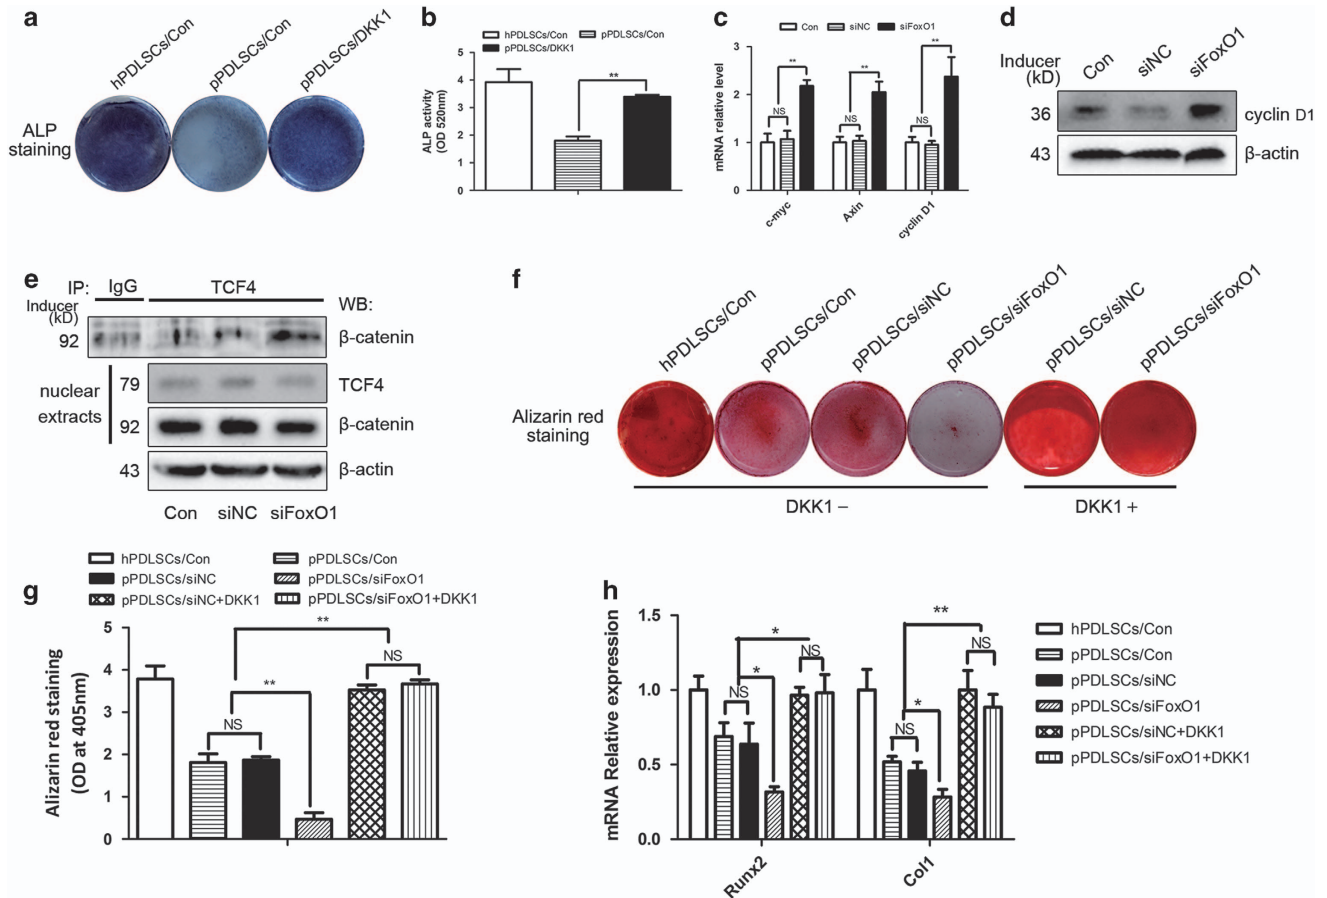 a
hPDLSCs/Con
pPDLSCs/Con
pPDLSCs/DKK1
ALP
staining
b
hPDLSCs/Con
pPDLSCs/Con
pPDLSCs/DKK1
ALP activity
(OD 520nm)
5
4
3
2
1
0
**
c
Con
siNC
siFoxO1
mRNA relative level
3
2
1
0
**
**
**
NS
NS
NS
c-myc
Axin
cyclin D1
d
Inducer
(kD)
Con
siNC
siFoxO1
36
cyclin D1
43
β-actin
e
IP:
IgG
TCF4
Inducer
(kD)
WB:
92
β-catenin
nuclear
extracts
79
TCF4
92
β-catenin
43
β-actin
Con
siNC
siFoxO1
f
hPDLSCs/Con
pPDLSCs/Con
pPDLSCs/siNC
pPDLSCs/siFoxO1
pPDLSCs/siNC
pPDLSCs/siFoxO1
Alizarin red
staining
DKK1 –
DKK1 +
g
hPDLSCs/Con
pPDLSCs/Con
pPDLSCs/siNC
pPDLSCs/siFoxO1
pPDLSCs/siNC+DKK1
pPDLSCs/siFoxO1+DKK1
Alizarin red staining
(OD at 405nm)
5
4
3
2
1
0
**
NS
**
NS
h
mRNA Relative expression
1.5
1.0
0.5
0.0
*
NS
*
NS
**
NS
*
NS
Runx2
Col1
hPDLSCs/Con
pPDLSCs/Con
pPDLSCs/siNC
pPDLSCs/siFoxO1
pPDLSCs/siNC+DKK1
pPDLSCs/siFoxO1+DKK1